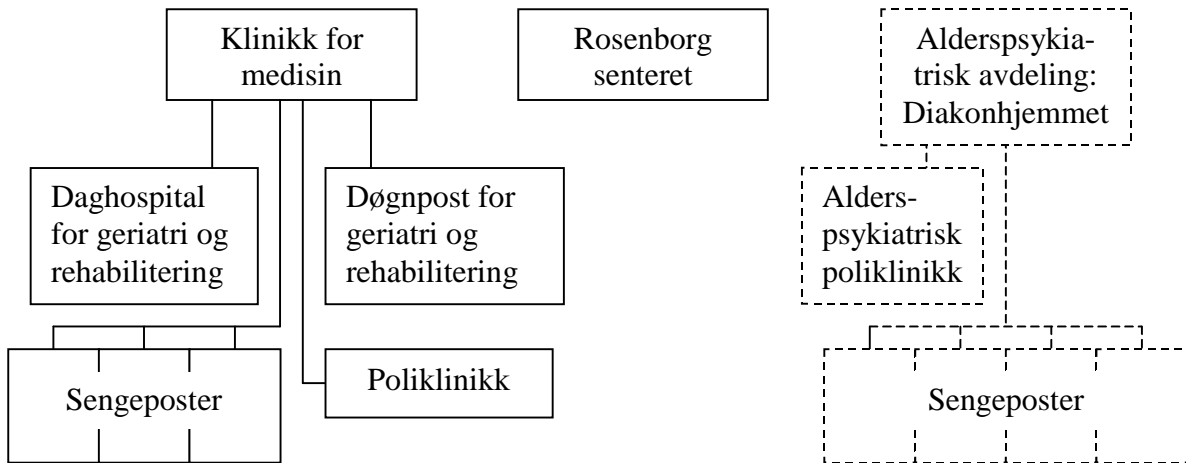 Klinikk for
medisin
Rosenborg
senteret
Alderspsykia-
trisk avdeling:
Diakonhjemmet
Daghospital
for geriatri og
rehabilitering
Døgnpost for
geriatri og
rehabilitering
Alders-
psykiatrisk
poliklinikk
Sengeposter
Poliklinikk
Sengeposter